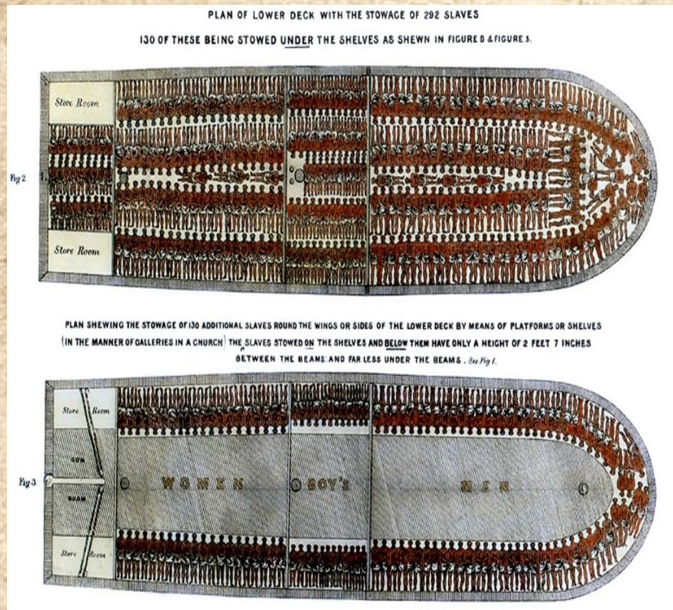 PLAN OF LOWER DECK WITH THE STOWAGE OF 292 SLAVES
130 OF THESE BEING STOWED UNDER THE SHELVES AS SHEWN IN FIGURE B & FIGURE 5.
Store Room
Fig 2
Store Room
PLAN SHEWING THE STOWAGE OF 130 ADDITIONAL SLAVES ROUND THE WINGS OR SIDES OF THE LOWER DECK BY MEANS OF PLATFORMS OR SHELVES
(IN THE MANNER OF GALLERIES IN A CHURCH) THE SLAVES STOWED ON THE SHELVES AND BELOW THEM HAVE ONLY A HEIGHT OF 2 FEET 7 INCHES
BETWEEN THE BEAMS: AND FAR LESS UNDER THE BEAMS. See Fig 1.
Store Room
GUN
Fig 3
WOMEN BOY'S MEN
ROOM
Store Room